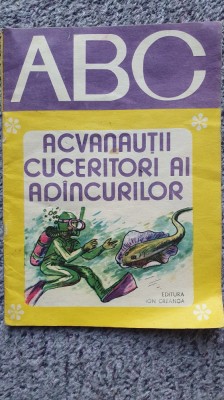 ABC
ACVANAUȚII
CUCERITORI AI
ADÎNCURILOR
EDITURA
ION CREANGĂ